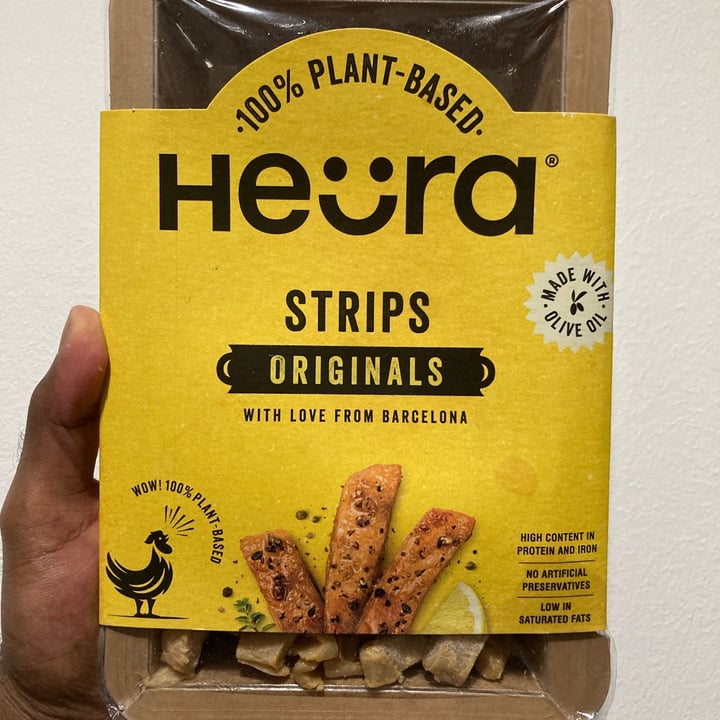 ·100% PLANT-BASED·
Heüra®
STRIPS
ORIGINALS
WITH LOVE FROM BARCELONA
·MADE WITH·
OLIVE OIL
WOW! 100% PLANT-BASED
HIGH CONTENT IN
PROTEIN AND IRON
NO ARTIFICIAL
PRESERVATIVES
LOW IN
SATURATED FATS